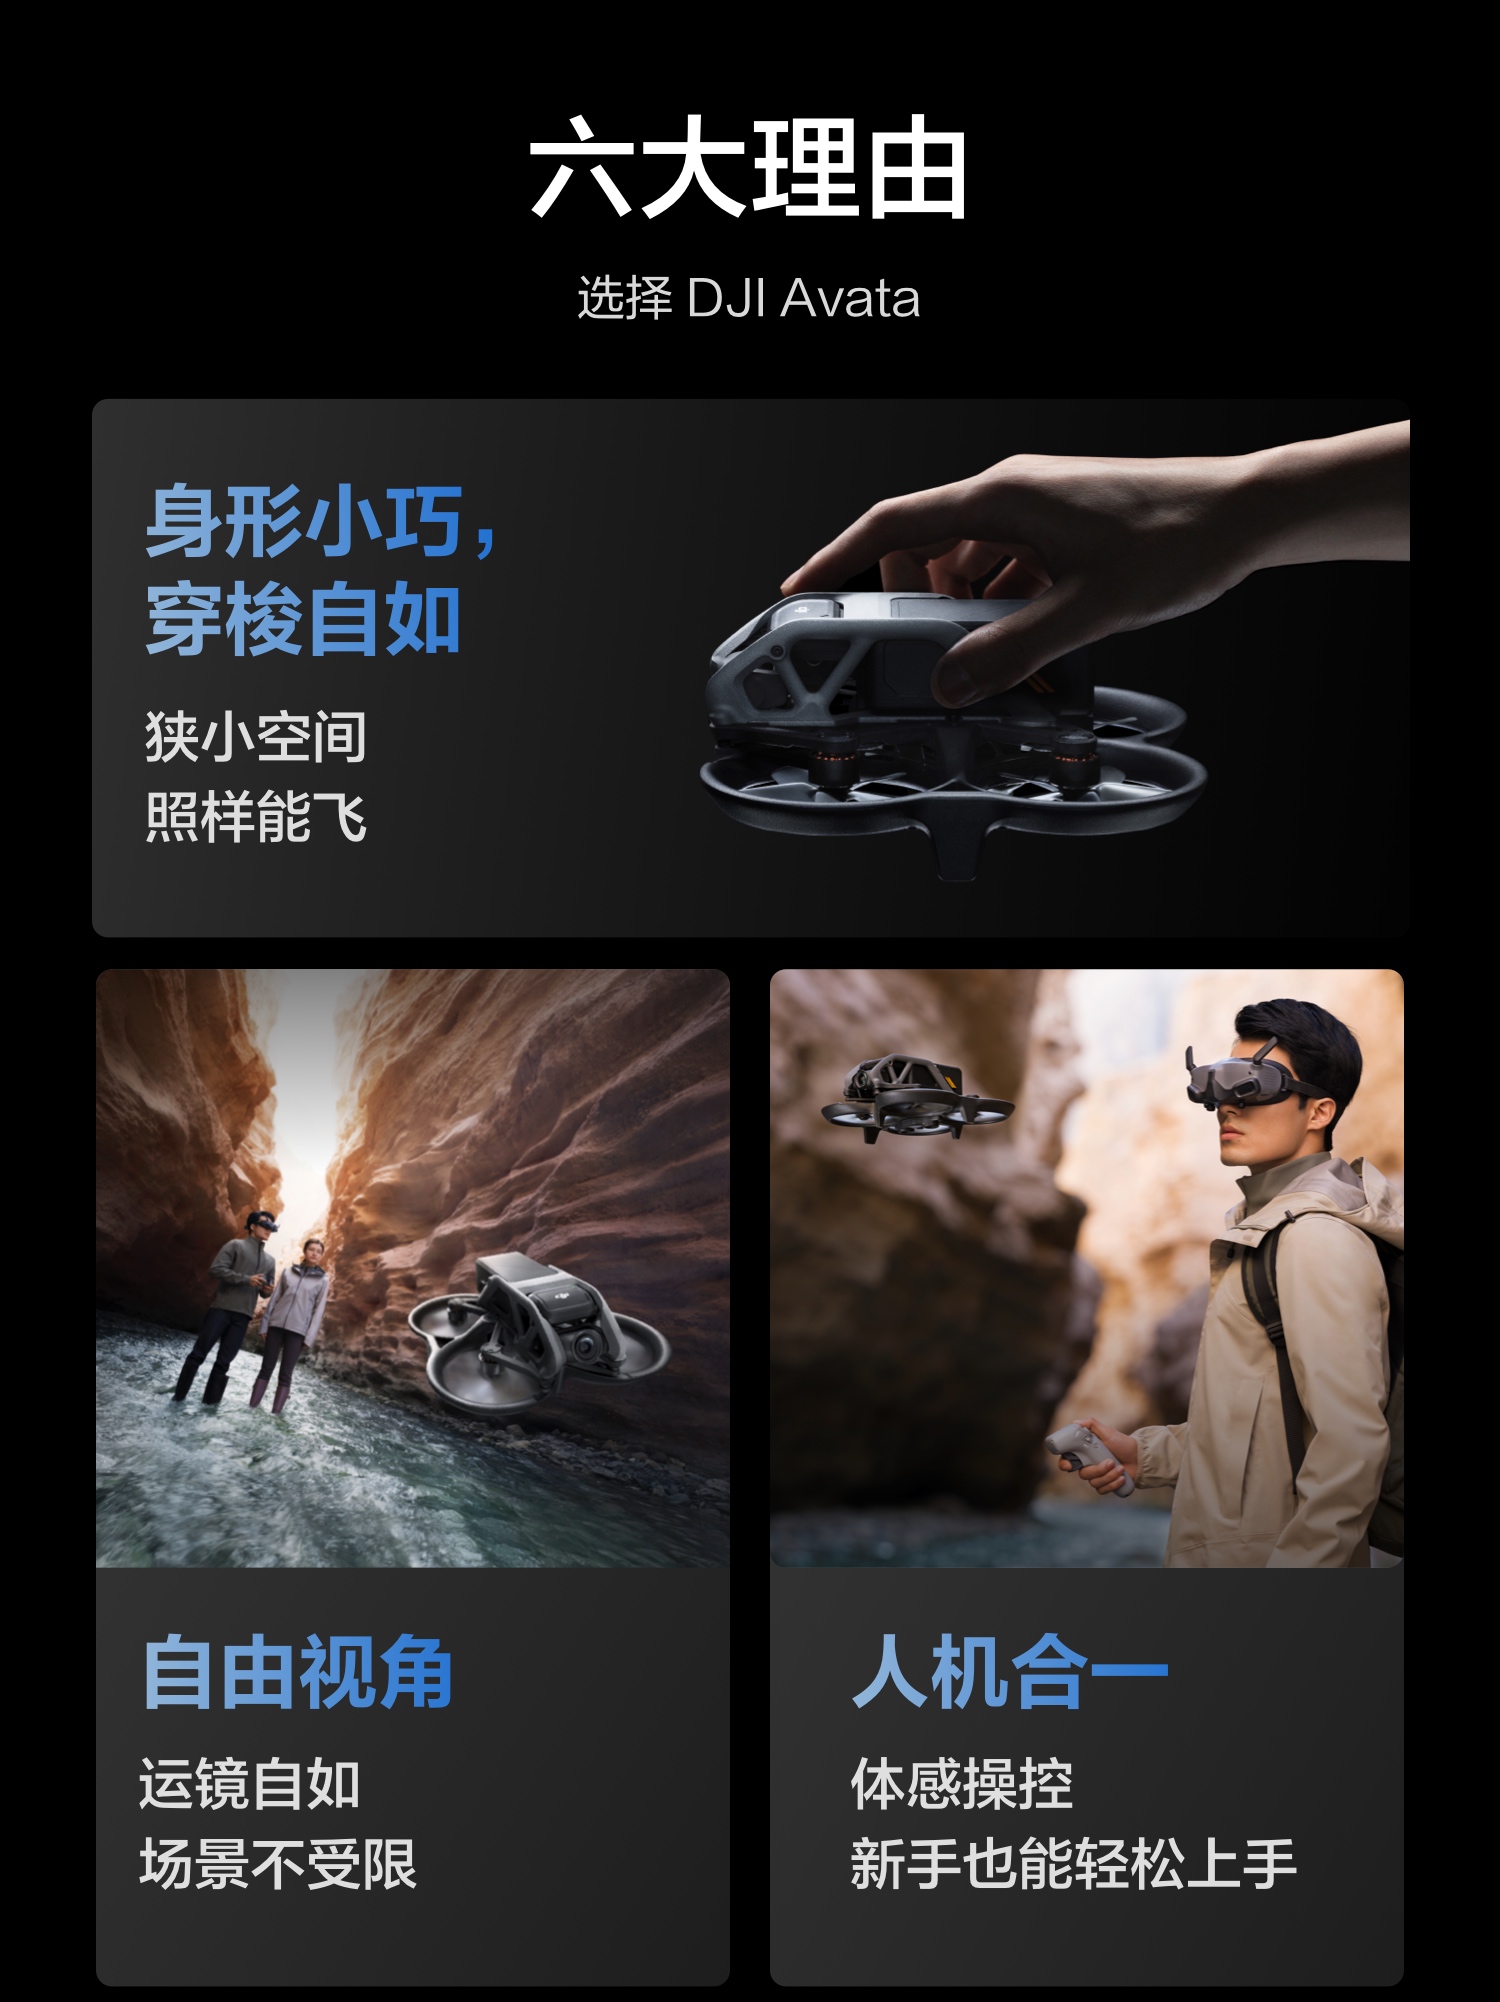 六大理由
选择 DJI Avata
身形小巧，
穿梭自如
狭小空间
照样能飞
自由视角
运镜自如
场景不受限
人机合一
体感操控
新手也能轻松上手